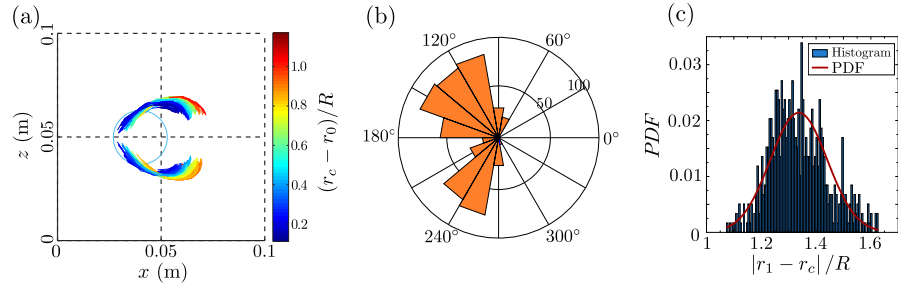 (a)
0.1
0.05
0
z (m)
0
0.05
0.1
x (m)
1.0
0.8
0.6
0.4
0.2
(r_c − r_0)/R
(b)
120°
60°
100
50
180°
0°
240°
300°
(c)
Histogram
PDF
0.03
0.02
0.01
0
PDF
1
1.2
1.4
1.6
|r_1 − r_c| /R